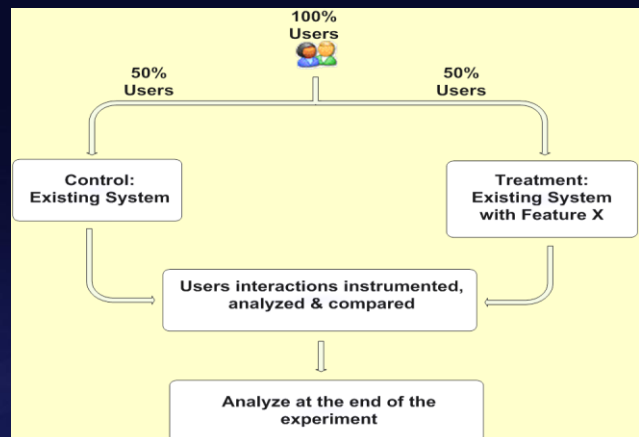 100%
Users
50%
Users
50%
Users
Control:
Existing System
Treatment:
Existing System
with Feature X
Users interactions instrumented,
analyzed & compared
Analyze at the end of the
experiment